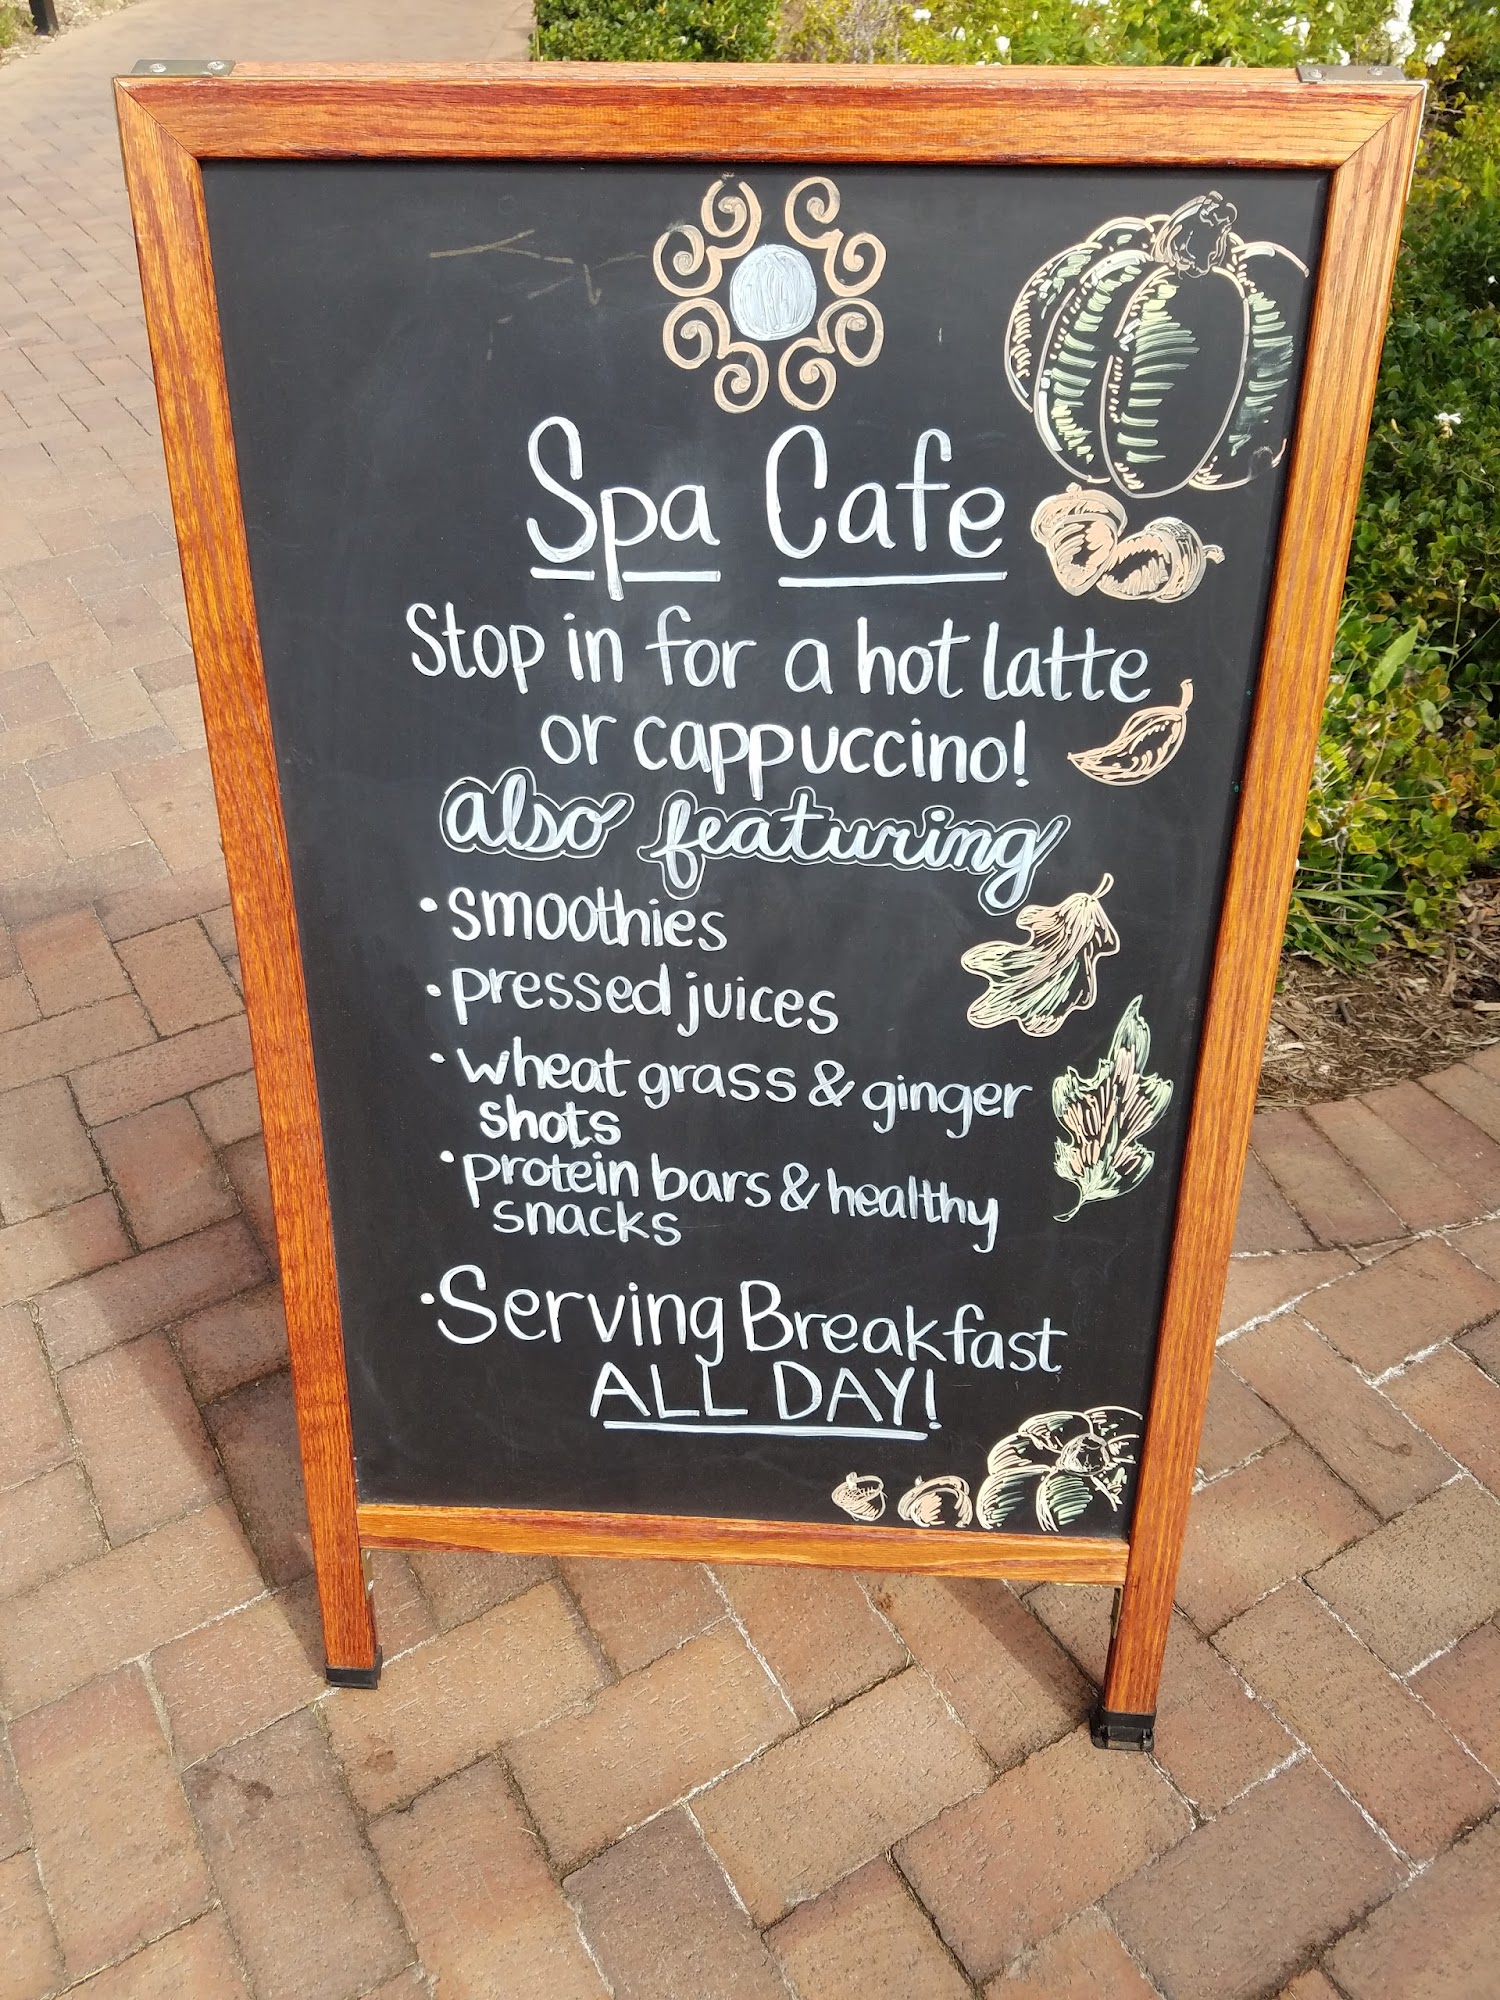 Spa Cafe
Stop in for a hot latte
or cappuccino!
also featuring
• smoothies
• pressed juices
• wheat grass & ginger
shots
• protein bars & healthy
snacks
• Serving Breakfast
ALL DAY!